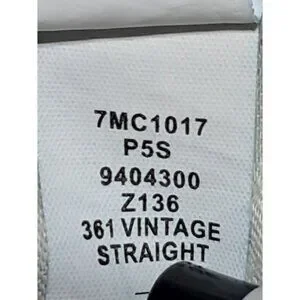 7MC1017
P5S
9404300
Z136
361 VINTAGE
STRAIGHT